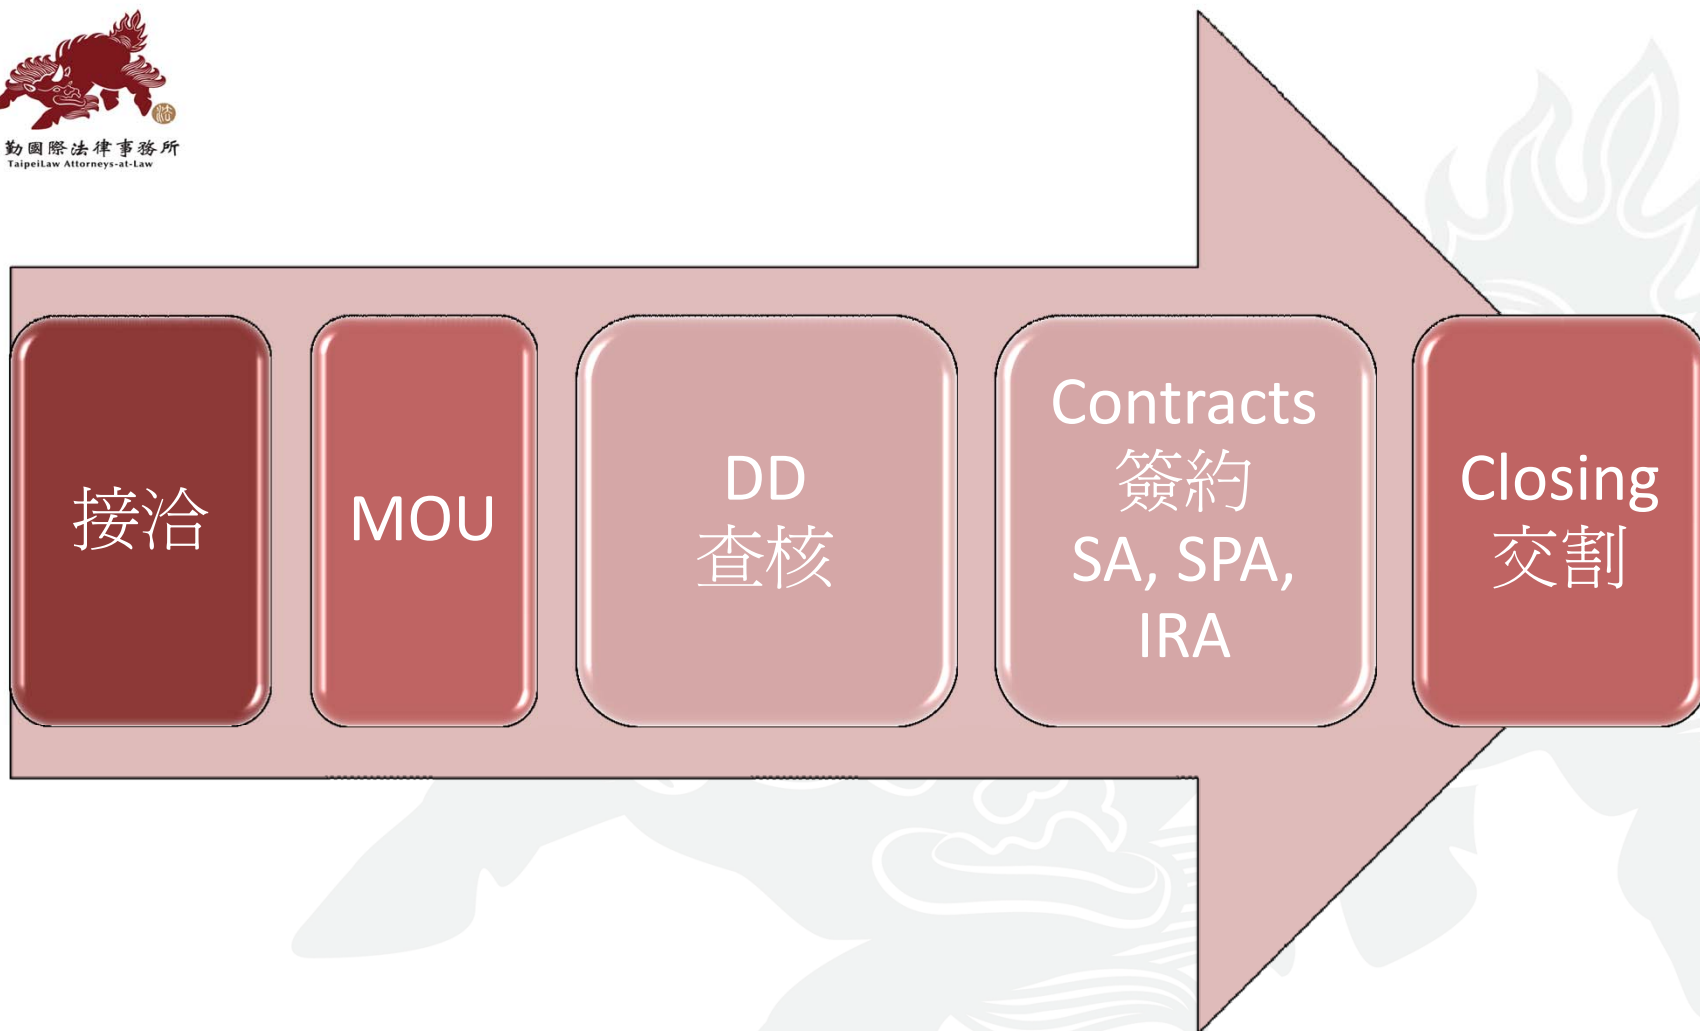 勤國際法律事務所
TaipeiLaw Attorneys-at-Law
接洽
MOU
DD
查核
Contracts
簽約
SA, SPA,
IRA
Closing
交割